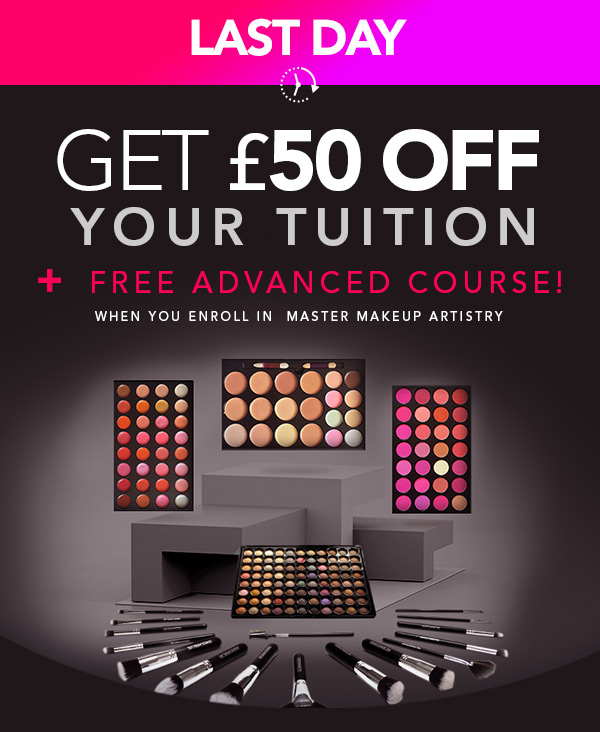 LAST DAY
GET £50 OFF
YOUR TUITION
+ FREE ADVANCED COURSE!
WHEN YOU ENROLL IN MASTER MAKEUP ARTISTRY